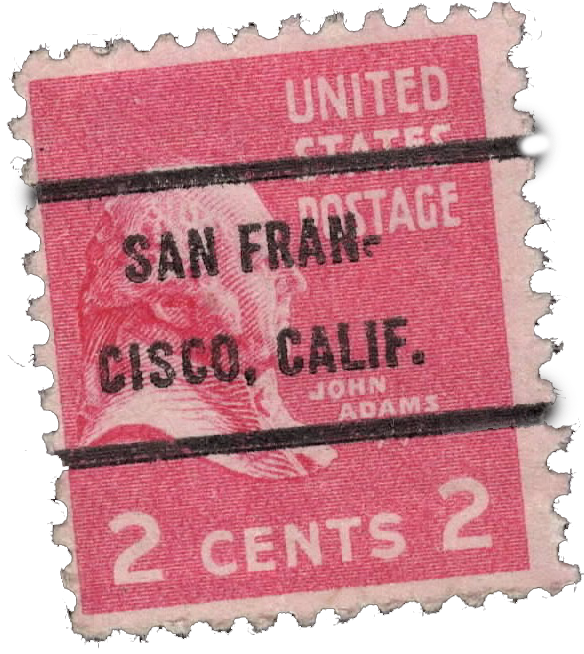 UNITED
STATES
POSTAGE
SAN FRAN-
CISCO, CALIF.
JOHN
ADAMS
2 CENTS 2